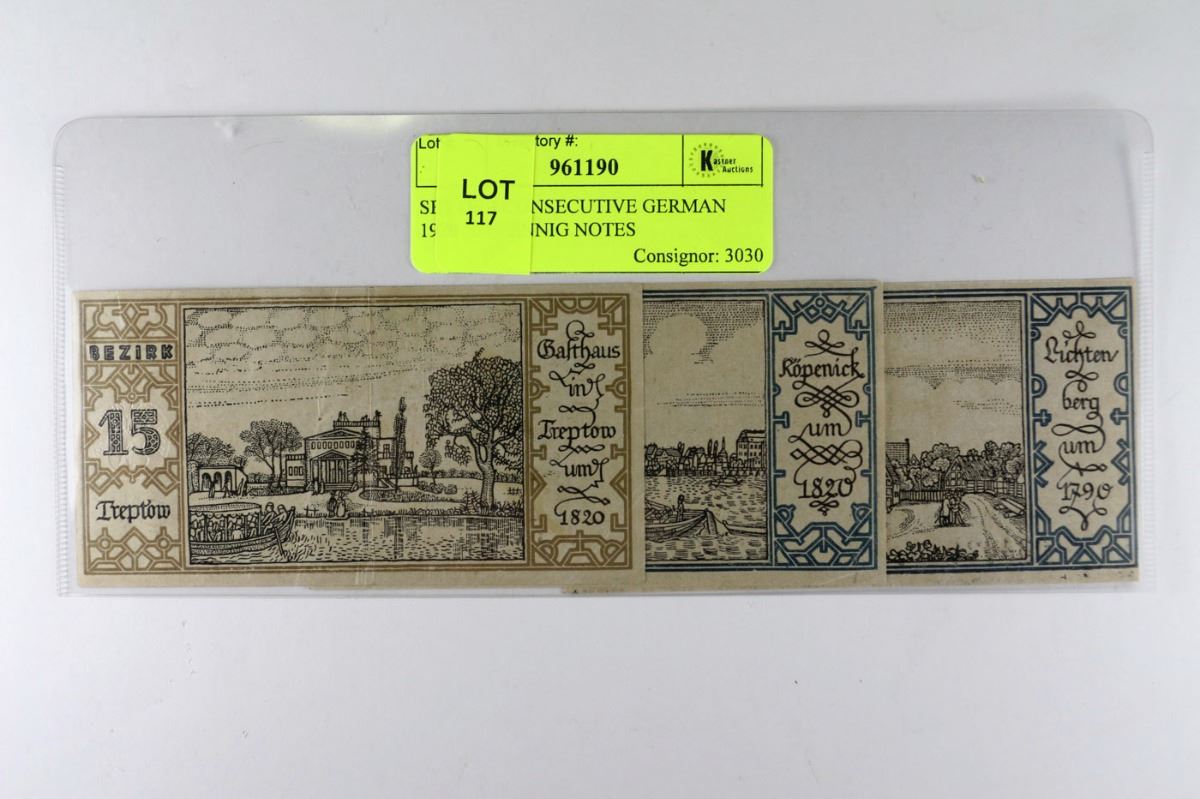 Lot
tory #:
961190
Kastner
Auctions
LOT
117
SE NSECUTIVE GERMAN
19 NNIG NOTES
Consignor: 3030
BEZIRK
15
Treptow
Gasthaus
in
Treptow
um
1820
Köpenick
um
1820
Lichten-
berg
um
1790